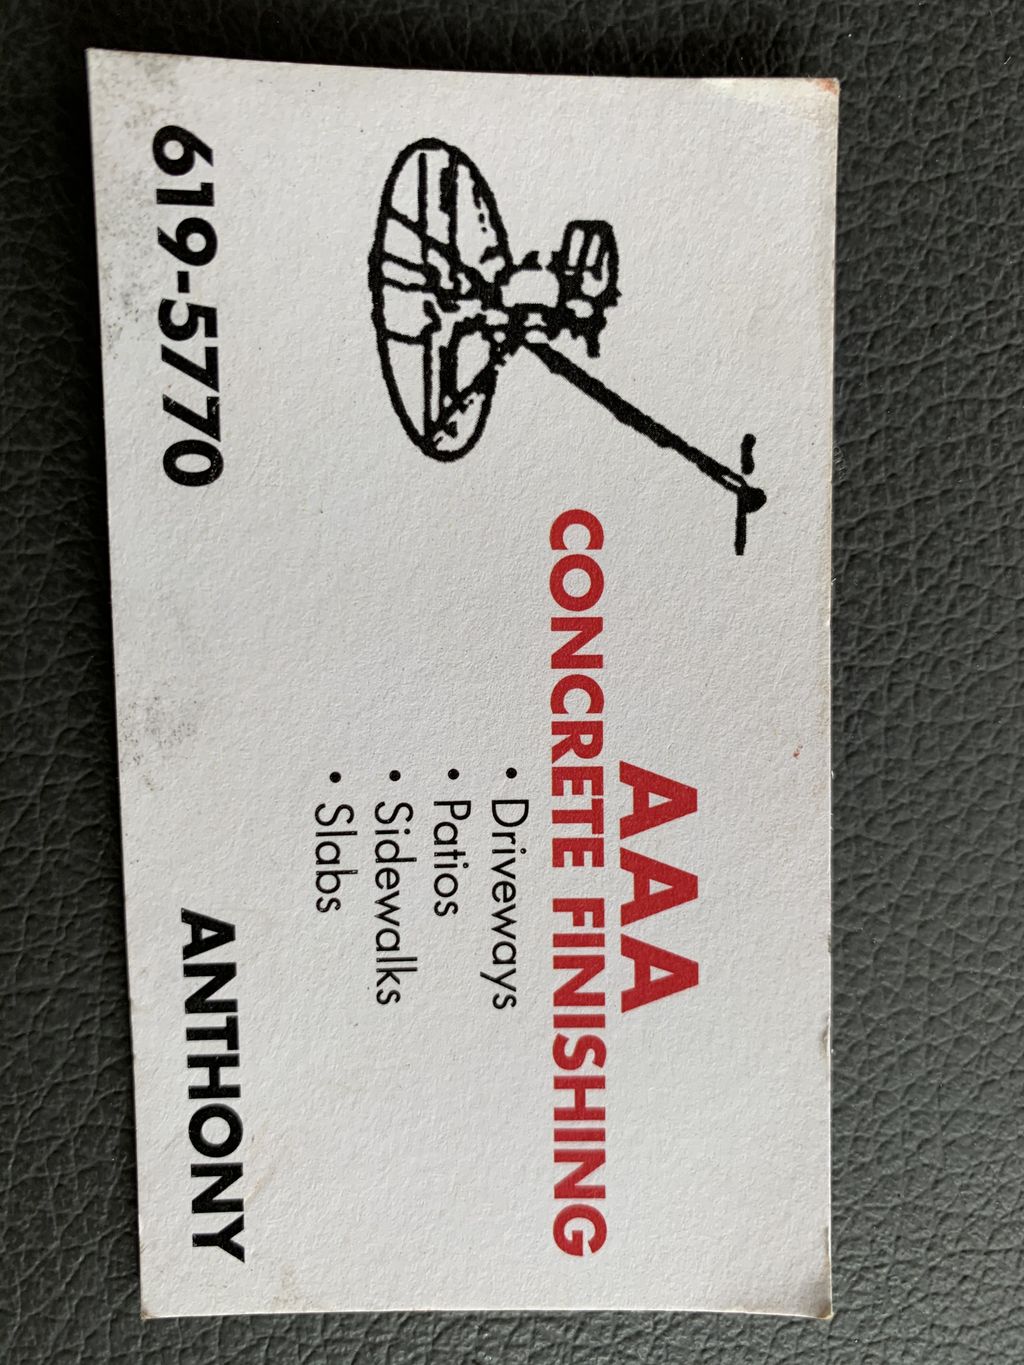 AAA
CONCRETE FINISHING
• Driveways
• Patios
• Sidewalks
• Slabs
619-5770
ANTHONY